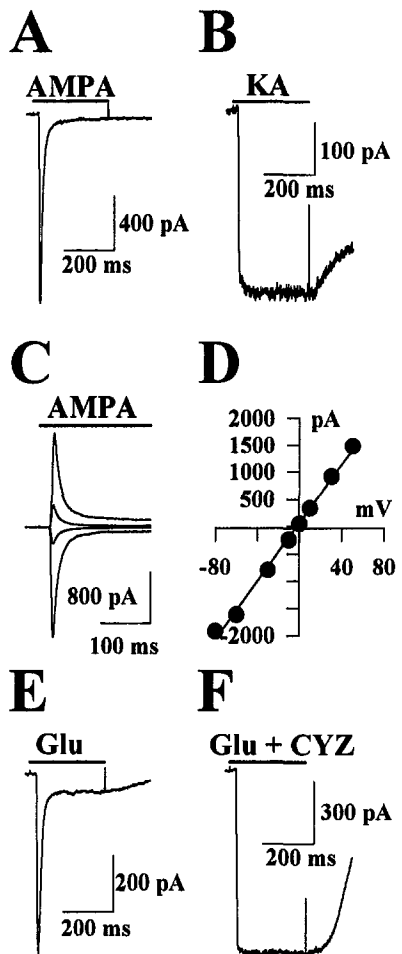 A
AMPA
400 pA
200 ms
B
KA
100 pA
200 ms
C
AMPA
800 pA
100 ms
D
2000 pA
1500
1000
500
mV
-80 40 80
-2000
E
Glu
200 pA
200 ms
F
Glu + CYZ
300 pA
200 ms